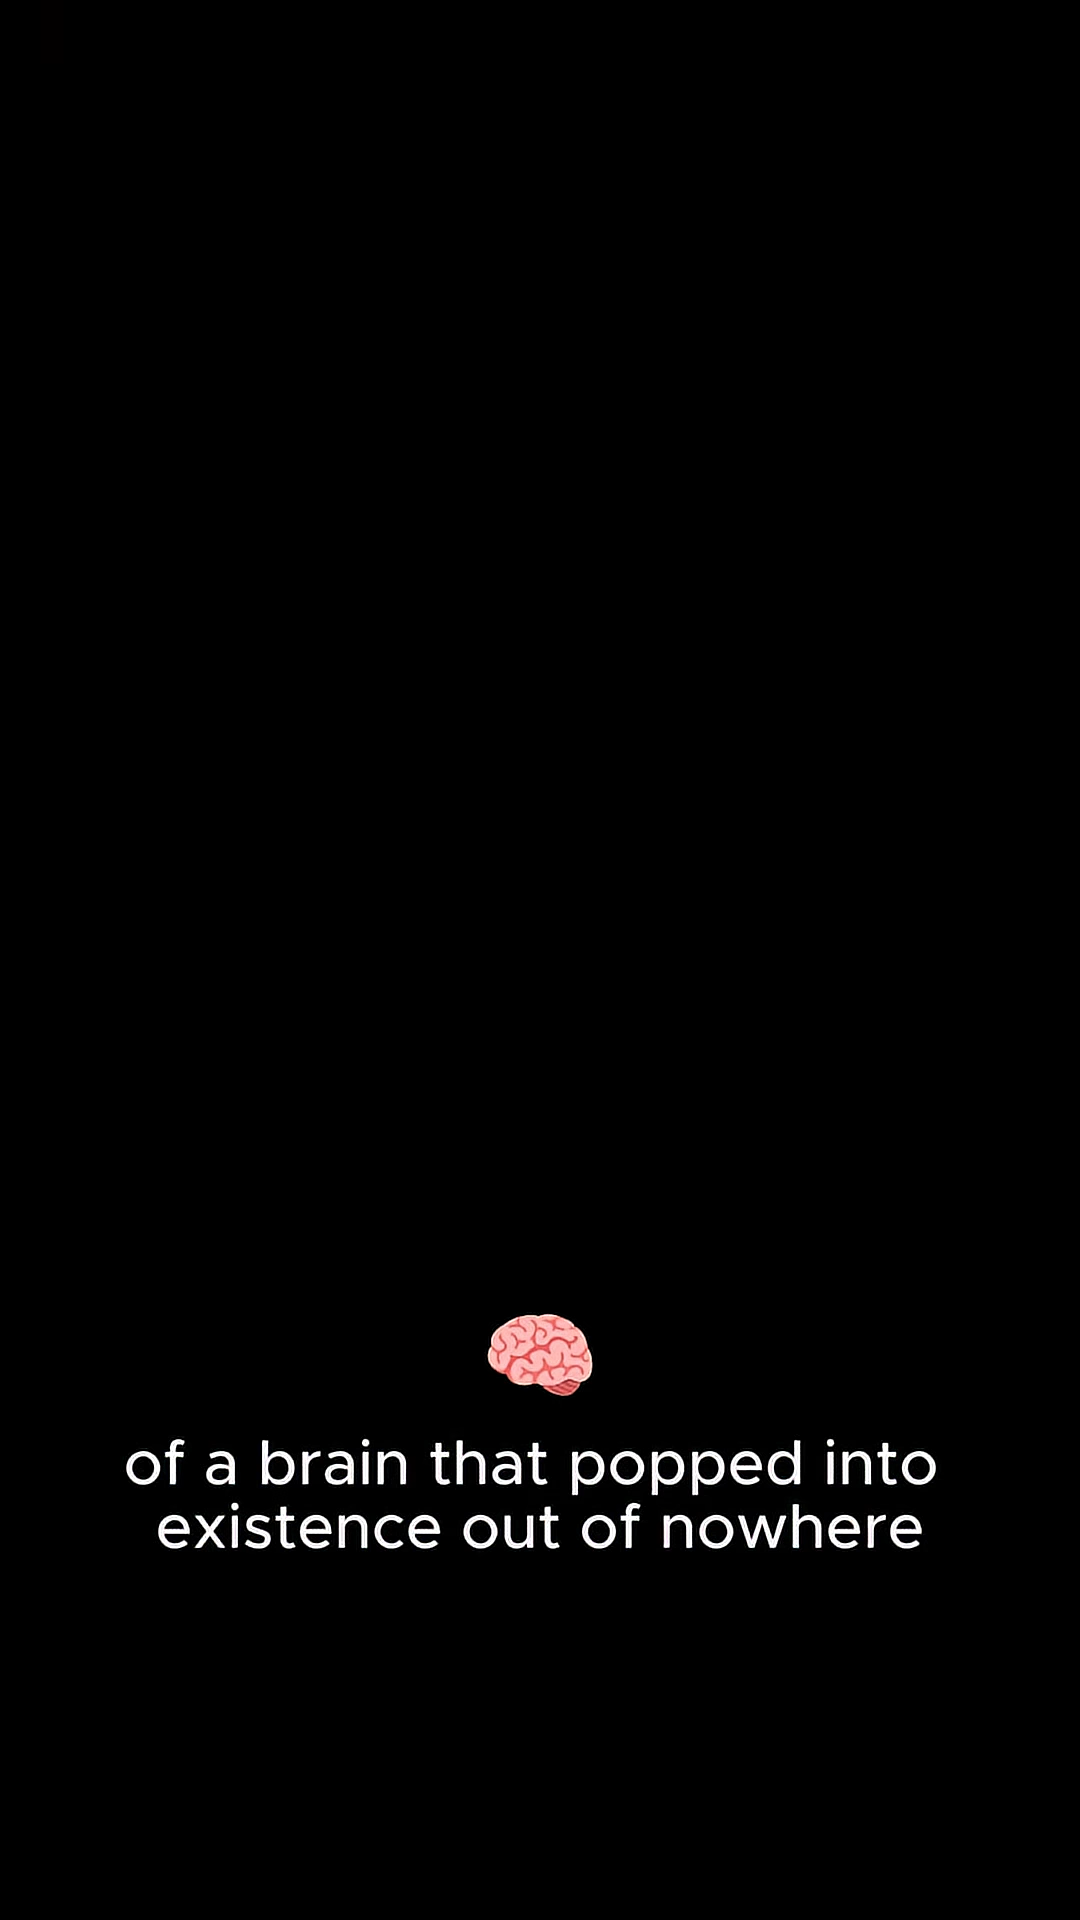 of a brain that popped into
existence out of nowhere